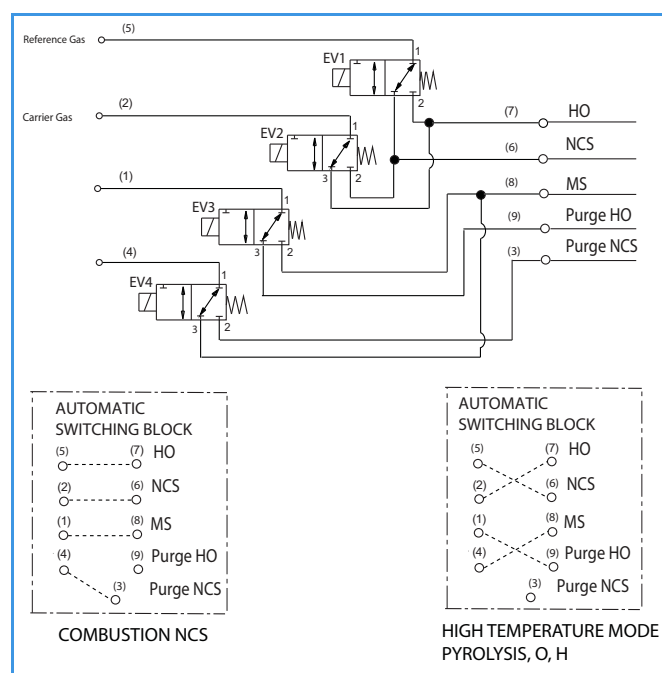 Reference Gas (5)
EV1 1
2
(7) HO
Carrier Gas (2)
EV2 1
3 2
(6) NCS
(8) MS
(1)
EV3 1
3 2
(9) Purge HO
(3) Purge NCS
(4)
EV4 1
3 2
AUTOMATIC
SWITCHING BLOCK
(5) (7) HO
(2) (6) NCS
(1) (8) MS
(4) (9) Purge HO
(3) Purge NCS
COMBUSTION NCS
AUTOMATIC
SWITCHING BLOCK
(5) (7) HO
(2) (6) NCS
(1) (8) MS
(4) (9) Purge HO
(3) Purge NCS
HIGH TEMPERATURE MODE
PYROLYSIS, O, H